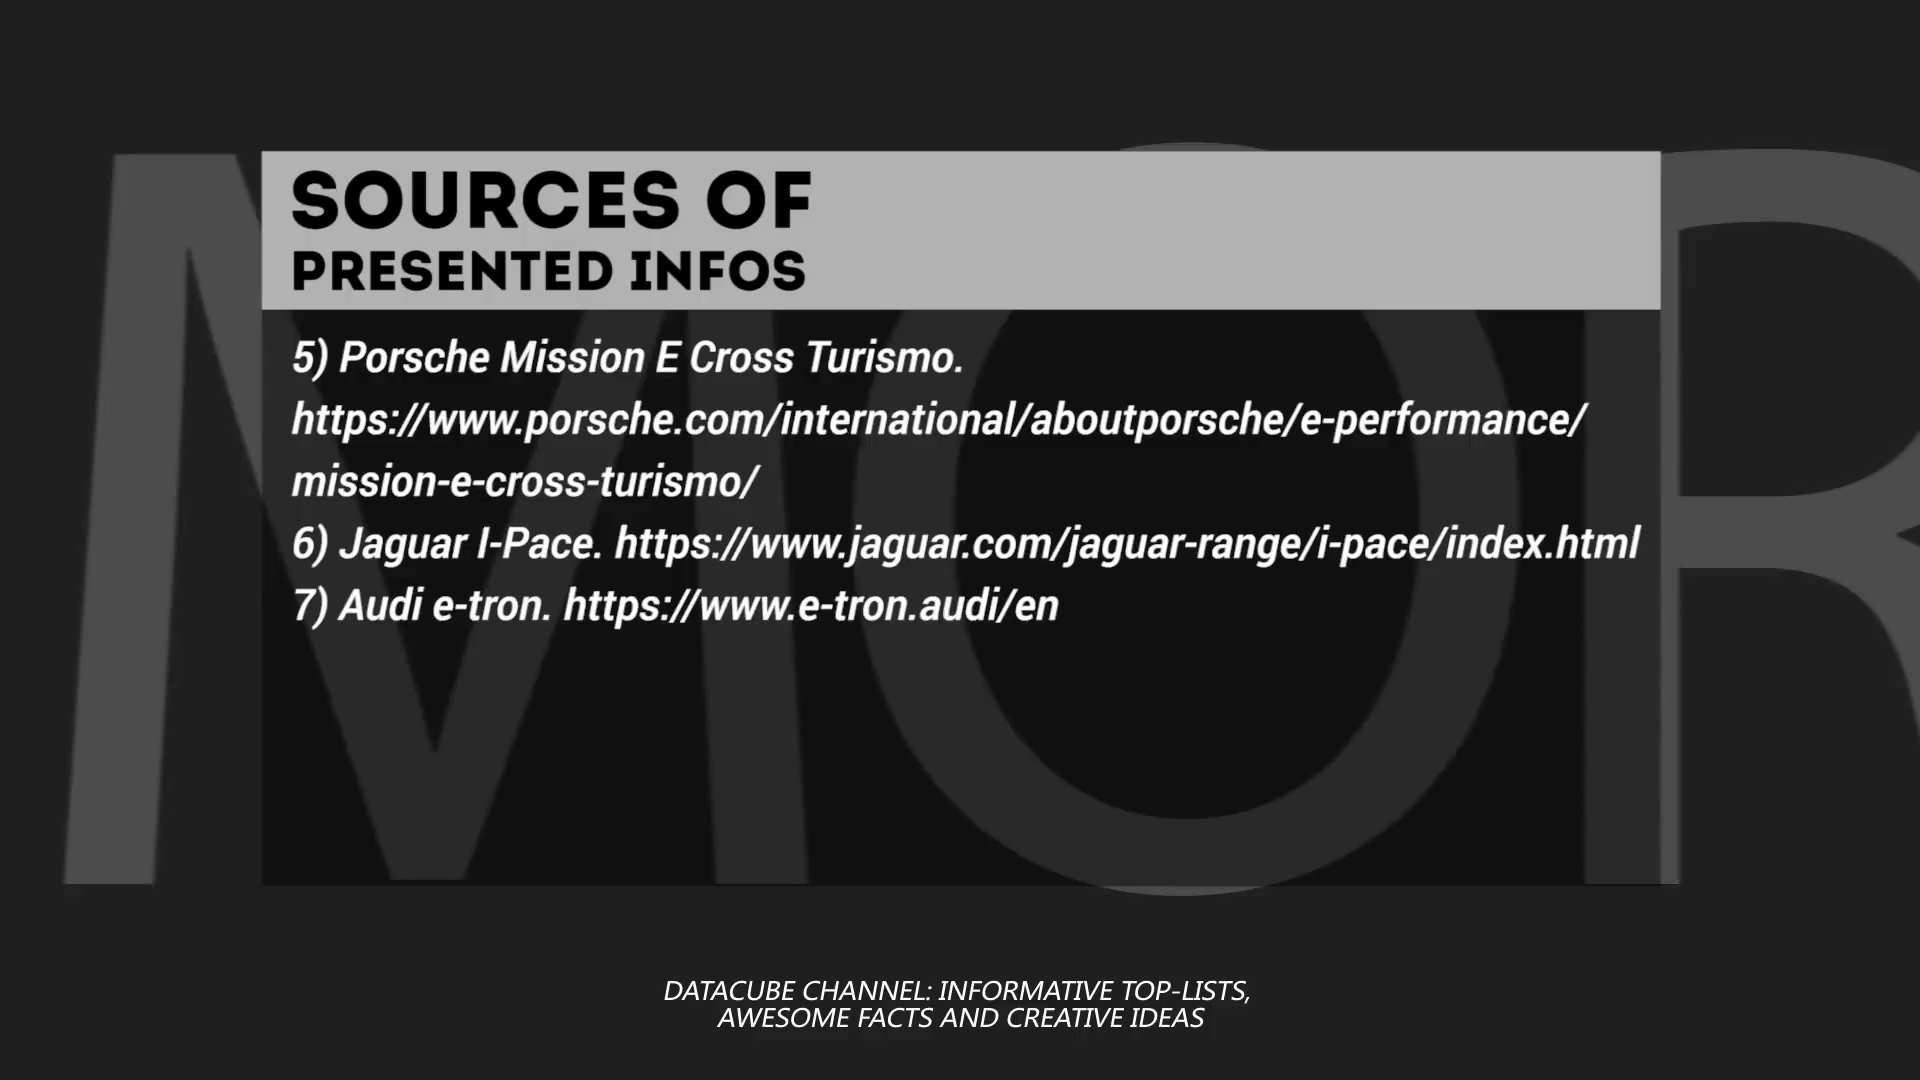 MOR
SOURCES OF
PRESENTED INFOS
5) Porsche Mission E Cross Turismo.
https://www.porsche.com/international/aboutporsche/e-performance/
mission-e-cross-turismo/
6) Jaguar I-Pace. https://www.jaguar.com/jaguar-range/i-pace/index.html
7) Audi e-tron. https://www.e-tron.audi/en
DATACUBE CHANNEL: INFORMATIVE TOP-LISTS,
AWESOME FACTS AND CREATIVE IDEAS